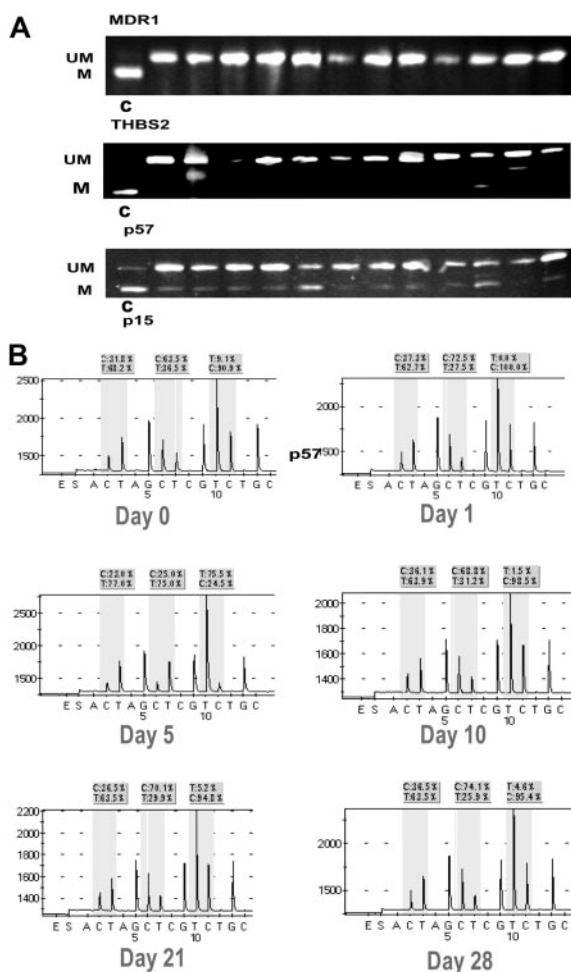 A
MDR1
UM
M
C
THBS2
UM
M
C
p57
UM
M
C
p15
B
C:31.8% C:63.5% T:9.1%
T:68.2% T:36.5% C:90.9%
2500
2000
1500
E S A C T A G C T C G T C T G C
5 10
Day 0
C:37.3% C:72.5% T:0.0%
T:62.7% T:27.5% C:100.0%
2000
1500
p57
E S A C T A G C T C G T C T G C
5 10
Day 1
C:23.0% C:25.0% T:75.5%
T:77.0% T:75.0% C:24.5%
2500
2000
1500
E S A C T A G C T C G T C T G C
5 10
Day 5
C:36.1% C:68.8% T:1.5%
T:63.9% T:31.2% C:98.5%
2000
1800
1600
1400
E S A C T A G C T C G T C T G C
5 10
Day 10
C:36.5% C:70.1% T:5.2%
T:63.5% T:29.9% C:94.8%
2200
2000
1800
1600
1400
E S A C T A G C T C G T C T G C
5 10
Day 21
C:36.5% C:74.1% T:4.6%
T:63.5% T:25.9% C:95.4%
2000
1500
E S A C T A G C T C G T C T G C
5 10
Day 28